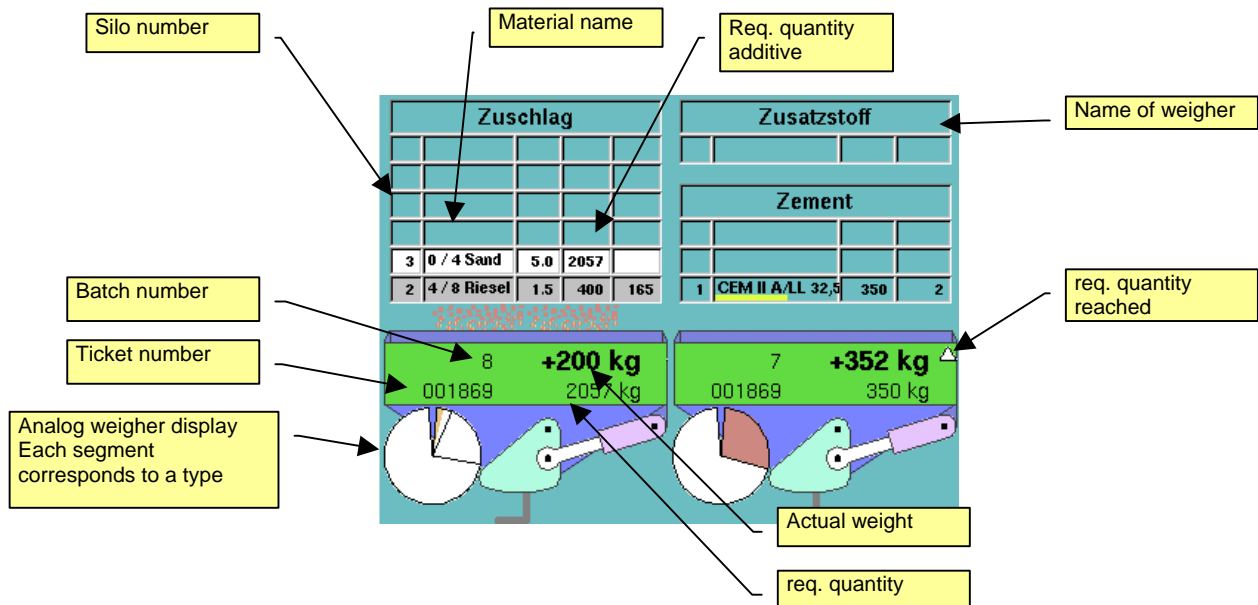 Silo number
Material name
Req. quantity
additive
Name of weigher
Zuschlag
Zusatzstoff
Zement
3 0 / 4 Sand 5.0 2057
2 4 / 8 Riesel 1.5 400 165
1 CEM II A/LL 32,5 350 2
Batch number
req. quantity
reached
Ticket number
8 +200 kg
001869 2057 kg
7 +352 kg
001869 350 kg
Analog weigher display
Each segment
corresponds to a type
Actual weight
req. quantity